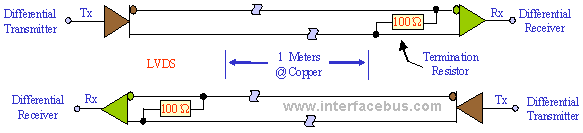 Differential Transmitter
Tx
100Ω
Rx
Differential Receiver
LVDS
1 Meters
@ Copper
Termination Resistor
Differential Receiver
Rx
100Ω
www.interfacebus.com
Tx
Differential Transmitter